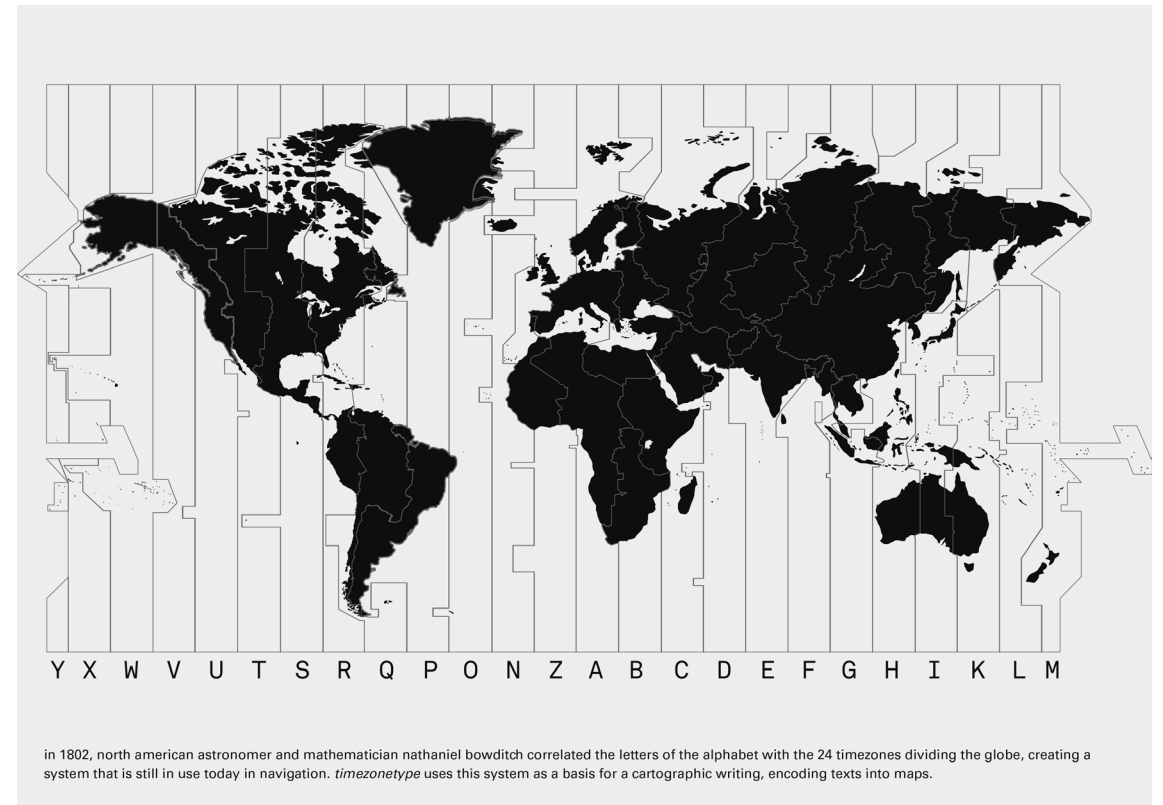 Y X W V U T S R Q P O N Z A B C D E F G H I K L M
in 1802, north american astronomer and mathematician nathaniel bowditch correlated the letters of the alphabet with the 24 timezones dividing the globe, creating a
system that is still in use today in navigation. timezonetype uses this system as a basis for a cartographic writing, encoding texts into maps.